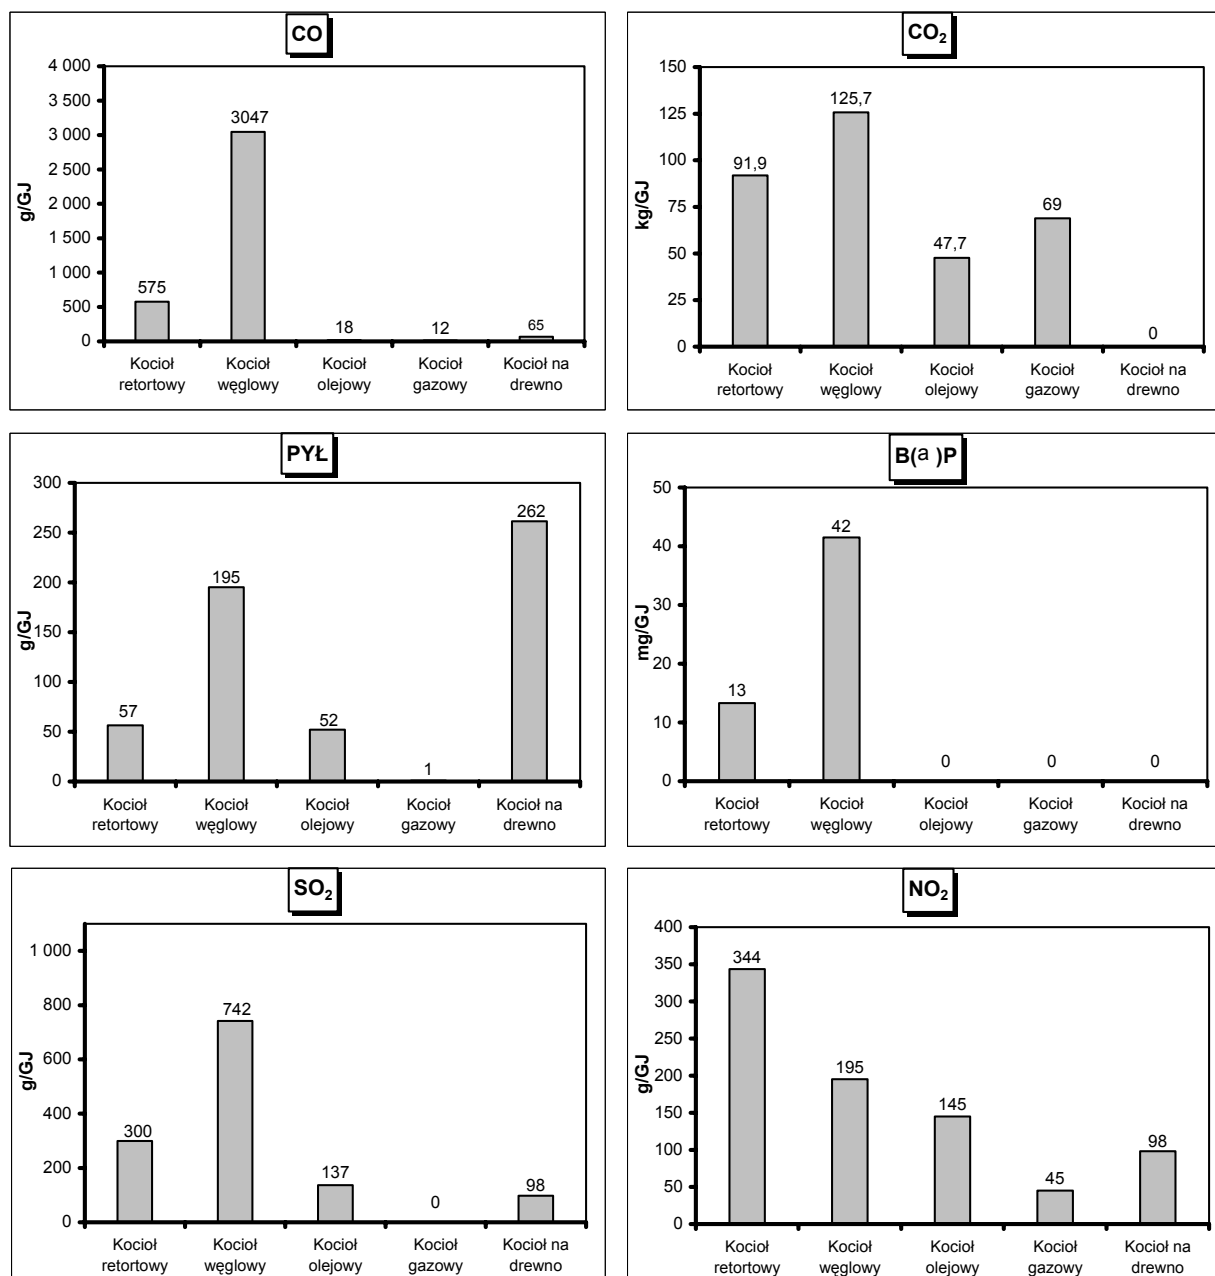 CO
4 000
3 500
3 000
2 500
2 000
1 500
1 000
500
0
g/GJ
575
3047
18
12
65
Kocioł retortowy
Kocioł węglowy
Kocioł olejowy
Kocioł gazowy
Kocioł na drewno
CO₂
150
125
100
75
50
25
0
kg/GJ
91,9
125,7
47,7
69
0
Kocioł retortowy
Kocioł węglowy
Kocioł olejowy
Kocioł gazowy
Kocioł na drewno
PYŁ
300
250
200
150
100
50
0
g/GJ
57
195
52
1
262
Kocioł retortowy
Kocioł węglowy
Kocioł olejowy
Kocioł gazowy
Kocioł na drewno
B(a )P
50
40
30
20
10
0
mg/GJ
13
42
0
0
0
Kocioł retortowy
Kocioł węglowy
Kocioł olejowy
Kocioł gazowy
Kocioł na drewno
SO₂
1 000
800
600
400
200
0
g/GJ
300
742
137
0
98
Kocioł retortowy
Kocioł węglowy
Kocioł olejowy
Kocioł gazowy
Kocioł na drewno
NO₂
400
350
300
250
200
150
100
50
0
g/GJ
344
195
145
45
98
Kocioł retortowy
Kocioł węglowy
Kocioł olejowy
Kocioł gazowy
Kocioł na drewno